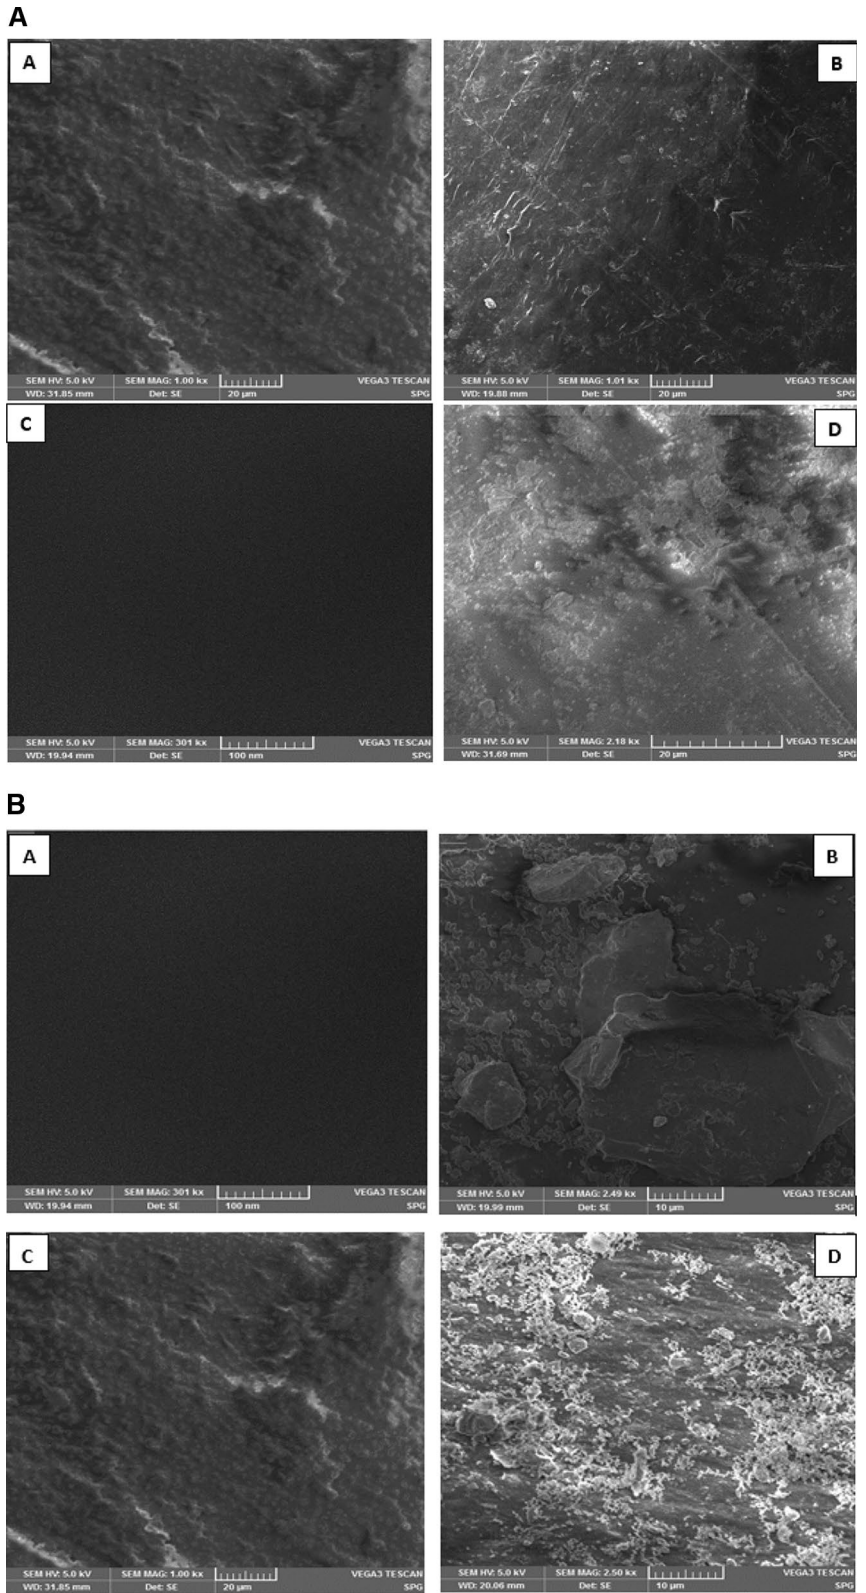 A
A
SEM HV: 5.0 kV SEM MAG: 1.00 kx VEGA3 TESCAN
WD: 31.85 mm Det: SE 20 µm SPG
B
SEM HV: 5.0 kV SEM MAG: 1.01 kx VEGA3 TESCAN
WD: 19.88 mm Det: SE 20 µm SPG
C
SEM HV: 5.0 kV SEM MAG: 301 kx VEGA3 TESCAN
WD: 19.94 mm Det: SE 100 nm SPG
D
SEM HV: 5.0 kV SEM MAG: 2.18 kx VEGA3 TESCAN
WD: 31.69 mm Det: SE 20 µm SPG
B
A
SEM HV: 5.0 kV SEM MAG: 301 kx VEGA3 TESCAN
WD: 19.94 mm Det: SE 100 nm SPG
B
SEM HV: 5.0 kV SEM MAG: 2.49 kx VEGA3 TESCAN
WD: 19.99 mm Det: SE 10 µm SPG
C
SEM HV: 5.0 kV SEM MAG: 1.00 kx VEGA3 TESCAN
WD: 31.85 mm Det: SE 20 µm SPG
D
SEM HV: 5.0 kV SEM MAG: 2.50 kx VEGA3 TESCAN
WD: 20.06 mm Det: SE 10 µm SPG